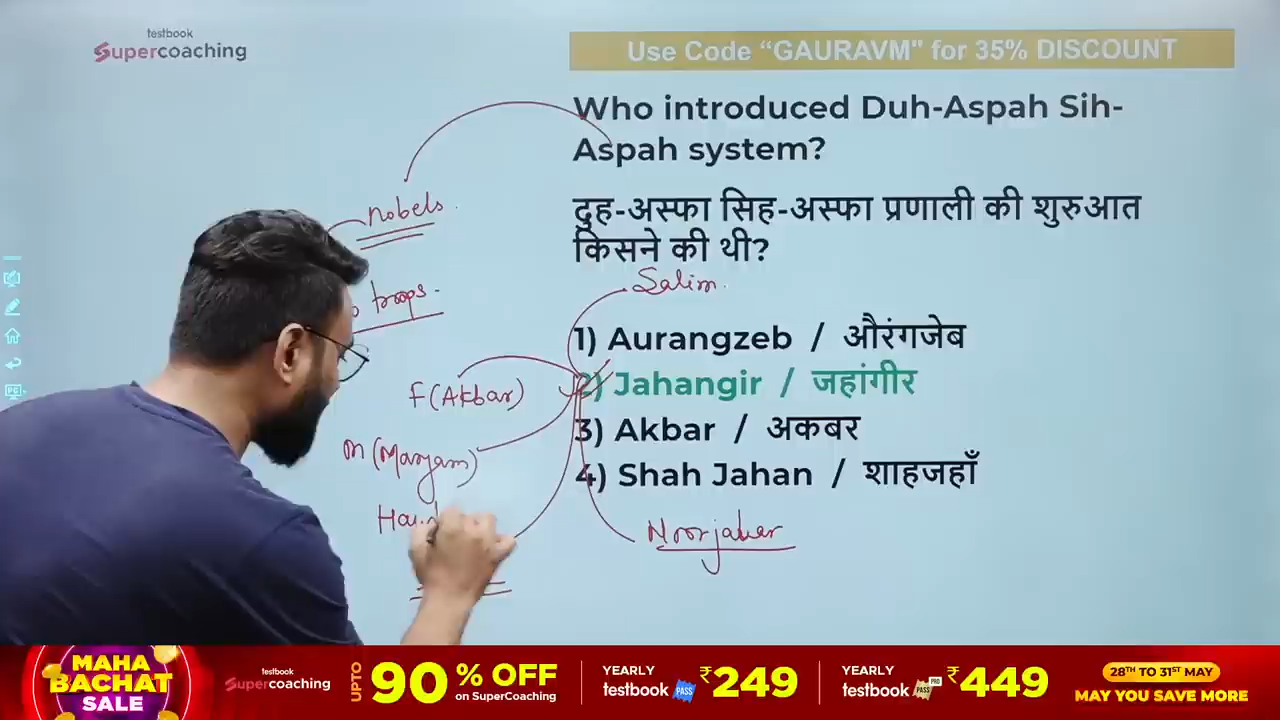 testbook
Supercoaching
Use Code “GAURAVM" for 35% DISCOUNT
Who introduced Duh-Aspah Sih-
Aspah system?
nobels.
दुह-अस्फा सिह-अस्फा प्रणाली की शुरुआत
किसने की थी?
Salim.
troops.
1) Aurangzeb / औरंगजेब
2) Jahangir / जहांगीर
F(Akbar)
3) Akbar / अकबर
m(Maryam)
4) Shah Jahan / शाहजहाँ
Noorjahan
MAHA
BACHAT
SALE
testbook
Supercoaching
UPTO 90% OFF
on SuperCoaching
YEARLY
testbook PASS ₹249
YEARLY
testbook PASS PRO ₹449
28TH TO 31ST MAY
MAY YOU SAVE MORE